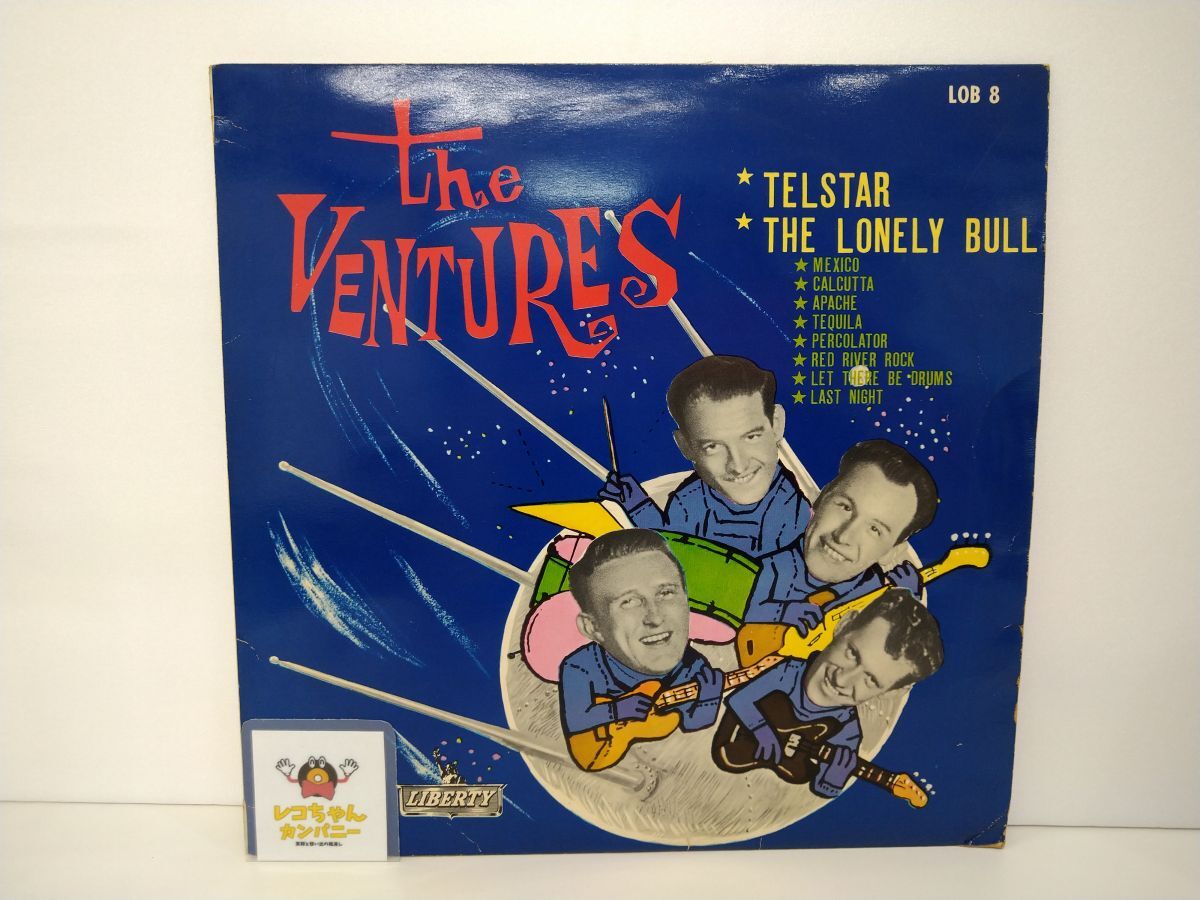 LOB 8
the
VENTURES
★ TELSTAR
★ THE LONELY BULL
★ MEXICO
★ CALCUTTA
★ APACHE
★ TEQUILA
★ PERCOLATOR
★ RED RIVER ROCK
★ LET THERE BE DRUMS
★ LAST NIGHT
LIBERTY
レコちゃん
カンパニー